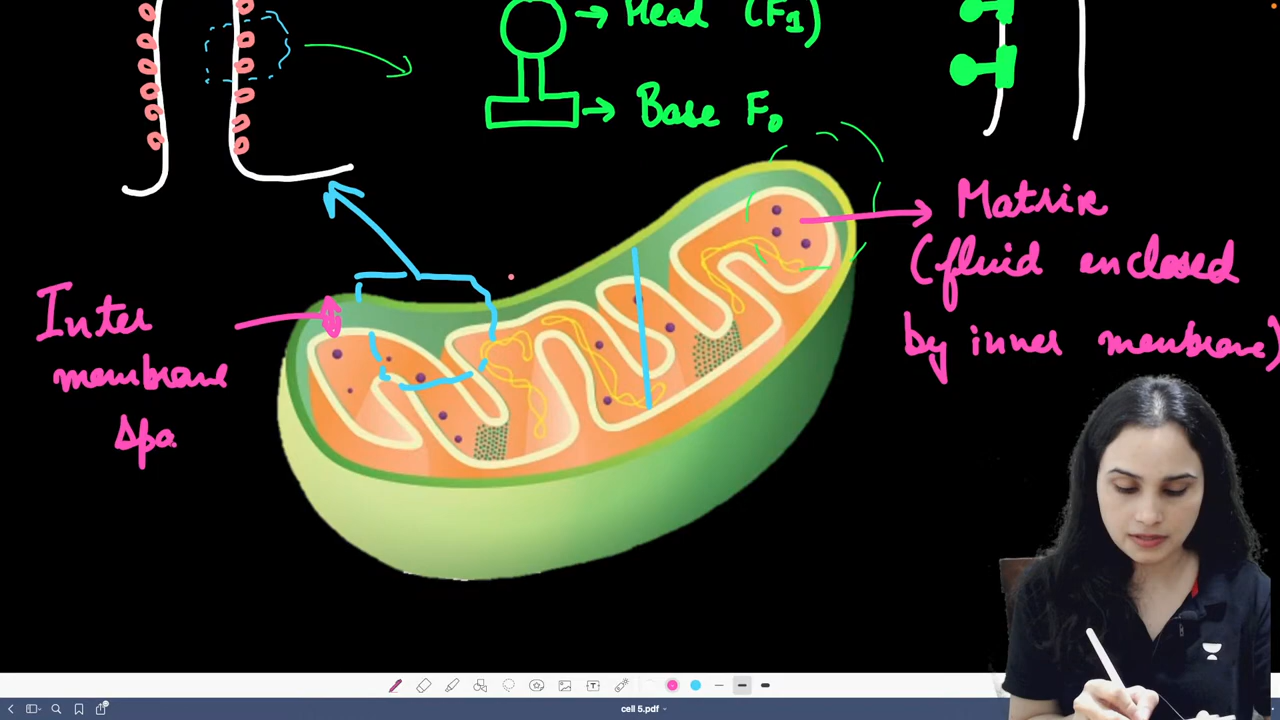 Head (F1)
Base F0
Matrix
(fluid enclosed
by inner membrane)
Inter
membrane
spa
cell 5.pdf